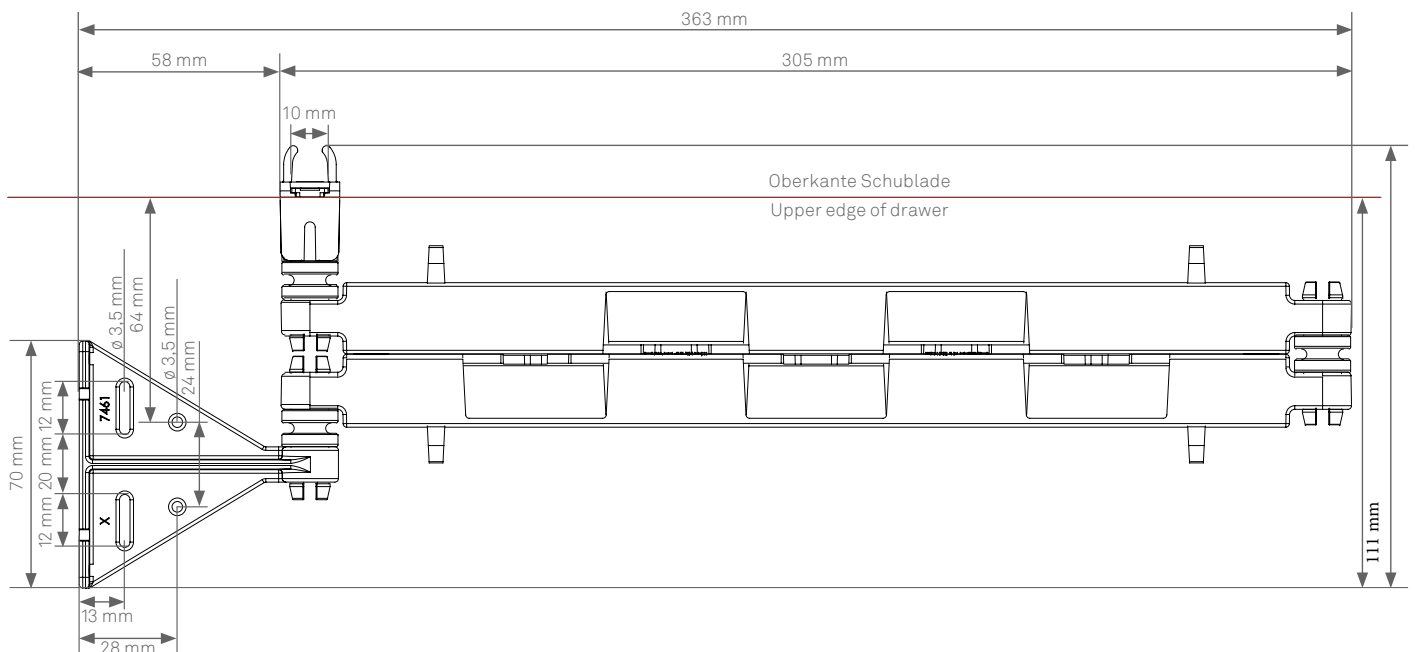 363 mm
58 mm
305 mm
10 mm
Oberkante Schublade
Upper edge of drawer
ø 3,5 mm
64 mm
ø 3,5 mm
24 mm
70 mm
12 mm
20 mm
12 mm
7461
X
111 mm
13 mm
28 mm